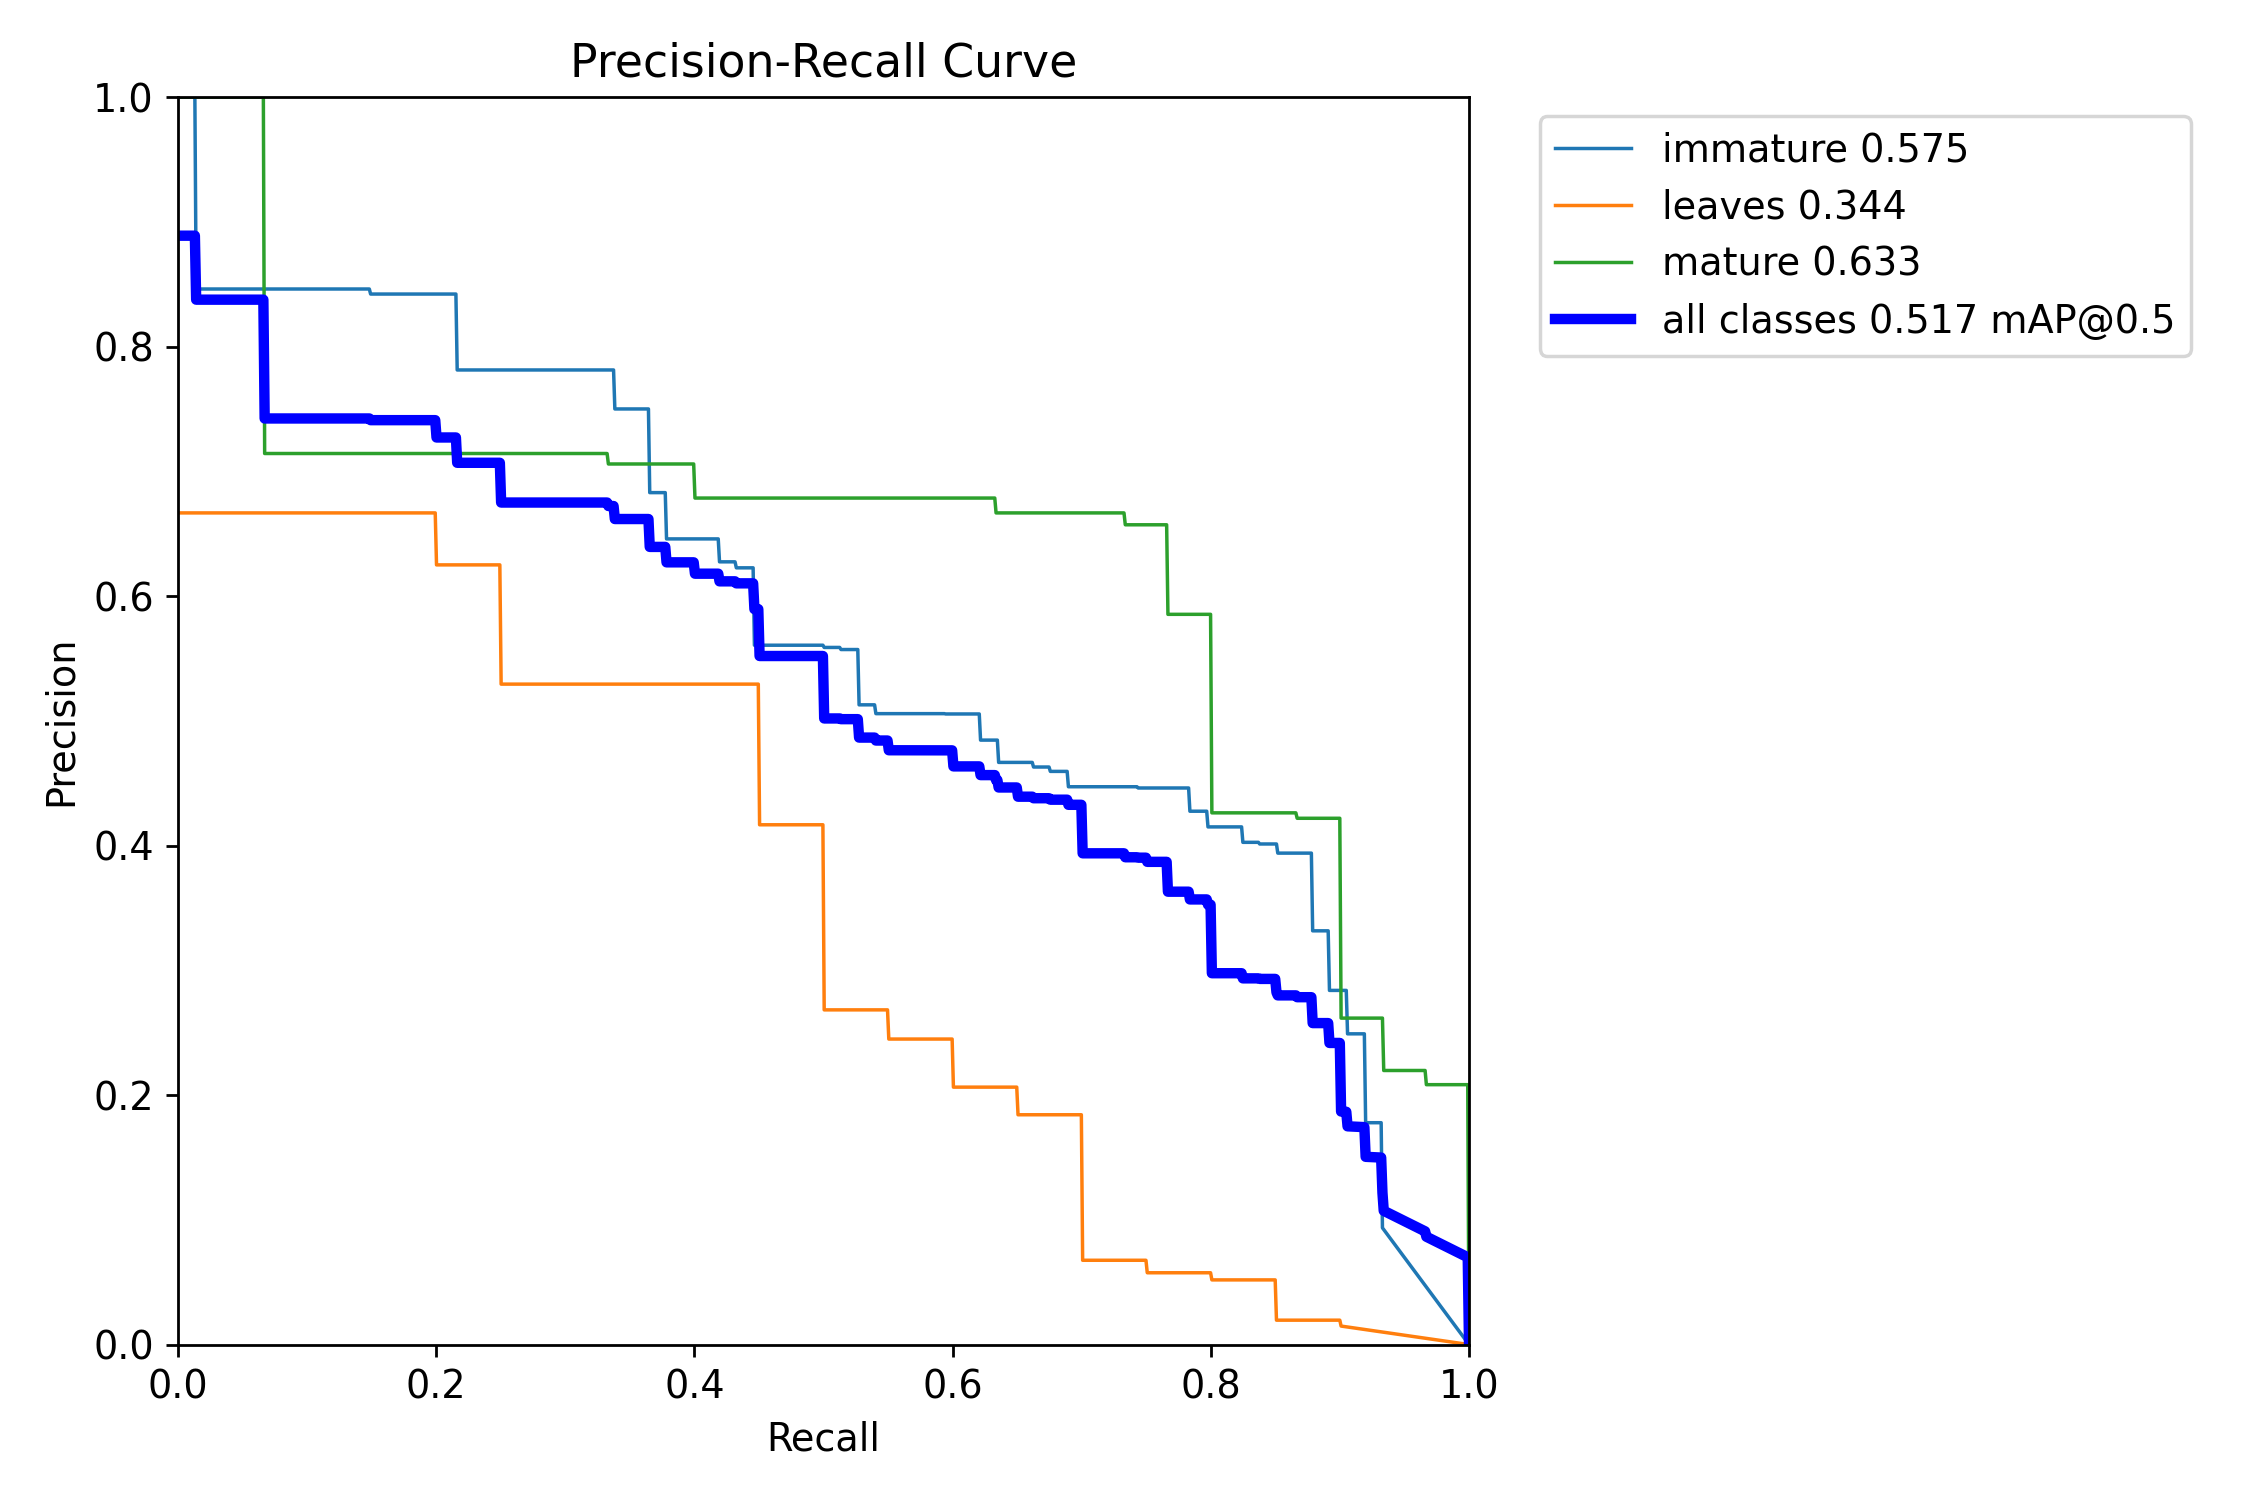 Precision-Recall Curve
1.0
0.8
0.6
0.4
0.2
0.0
Precision
0.0 0.2 0.4 0.6 0.8 1.0
Recall
immature 0.575
leaves 0.344
mature 0.633
all classes 0.517 mAP@0.5